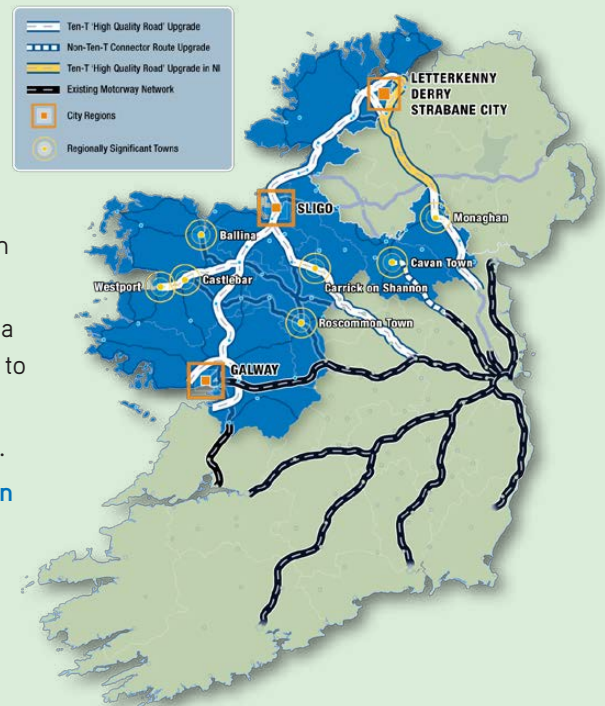 Ten-T 'High Quality Road' Upgrade
Non-Ten-T Connector Route Upgrade
Ten-T 'High Quality Road' Upgrade in NI
Existing Motorway Network
City Regions
Regionally Significant Towns
LETTERKENNY
DERRY
STRABANE CITY
SLIGO
Monaghan
Ballina
Cavan Town
Westport
Castlebar
Carrick on Shannon
Roscommon Town
GALWAY
n
a
to
.
n